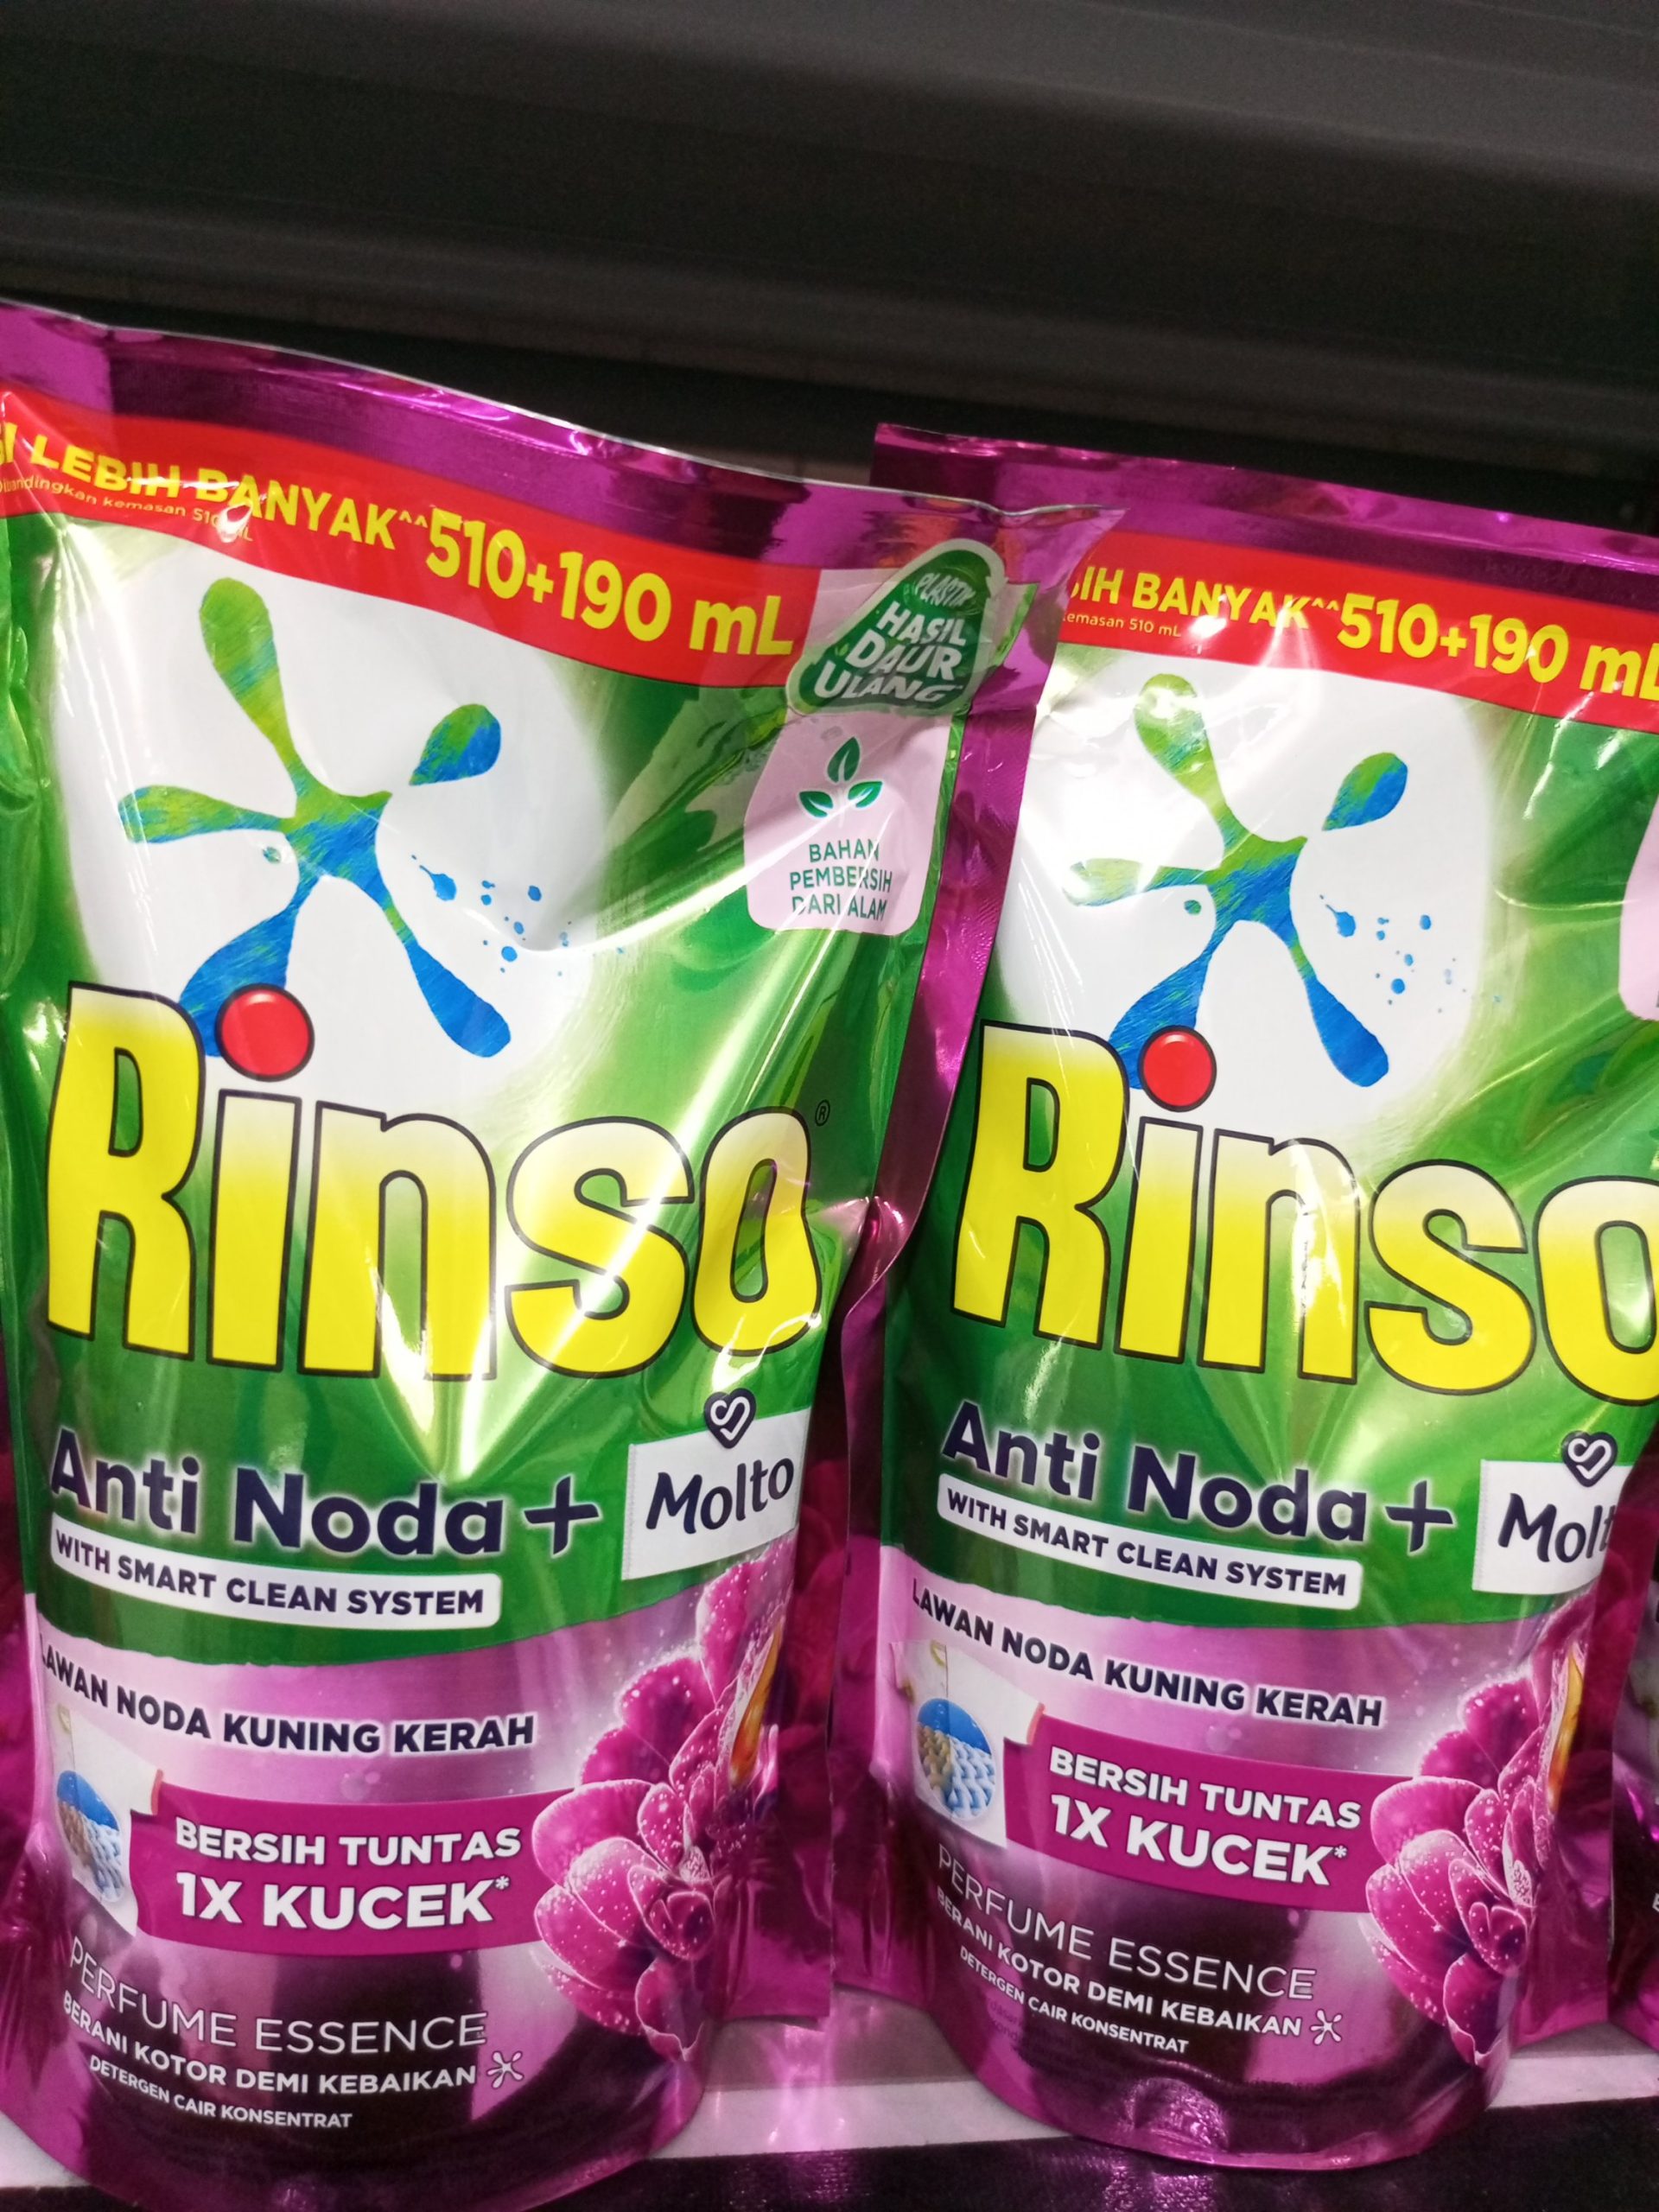 LEBIH BANYAK^^510+190 mL
kemasan 510 mL
PLASTIK
HASIL
DAUR
ULANG
BAHAN
PEMBERSIH
DARI ALAM
Rinso®
Anti Noda +
Molto
WITH SMART CLEAN SYSTEM
LAWAN NODA KUNING KERAH
BERSIH TUNTAS
1X KUCEK*
PERFUME ESSENCE
BERANI KOTOR DEMI KEBAIKAN
DETERGEN CAIR KONSENTRAT
BANYAK^^510+190 mL
kemasan 510 mL
Rinso
Anti Noda +
WITH SMART CLEAN SYSTEM
LAWAN NODA KUNING KERAH
BERSIH TUNTAS
1X KUCEK*
PERFUME ESSENCE
BERANI KOTOR DEMI KEBAIKAN
DETERGEN CAIR KONSENTRAT